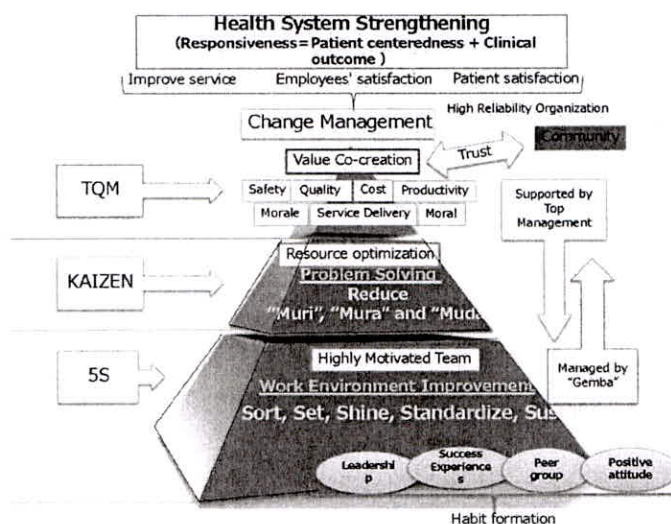 Health System Strengthening
(Responsiveness=Patient centeredness + Clinical
outcome )
Improve service Employees' satisfaction Patient satisfaction
High Reliability Organization
Change Management
Community
Value Co-creation
Trust
TQM
Safety Quality Cost Productivity
Morale Service Delivery Moral
Supported by
Top
Management
Resource optimization
KAIZEN
Problem Solving
Reduce
"Muri", "Mura" and "Muda
Highly Motivated Team
5S
Managed by
"Gemba"
Work Environment Improvement
Sort, Set, Shine, Standardize, Sus
Leadershi
p
Success
Experience
s
Peer
group
Positive
attitude
Habit formation